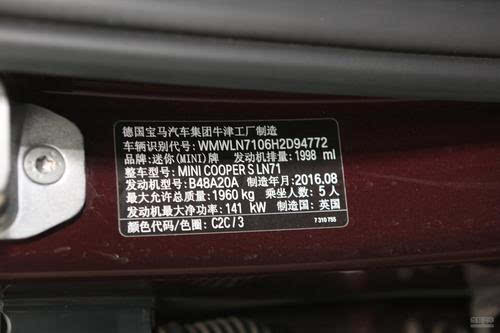 德国宝马汽车集团牛津工厂制造
车辆识别代号: WMWLN7106H2D94772
品牌: 迷你(MINI)牌 发动机排量: 1998 ml
整车型号: MINI COOPER S LN71
发动机型号: B48A20A 制造年月: 2016.08
最大允许总质量: 1960 kg 乘坐人数: 5 人
发动机最大净功率: 141 kW 制造国: 英国
颜色代码/色圈: C2C / 3 7 310 755